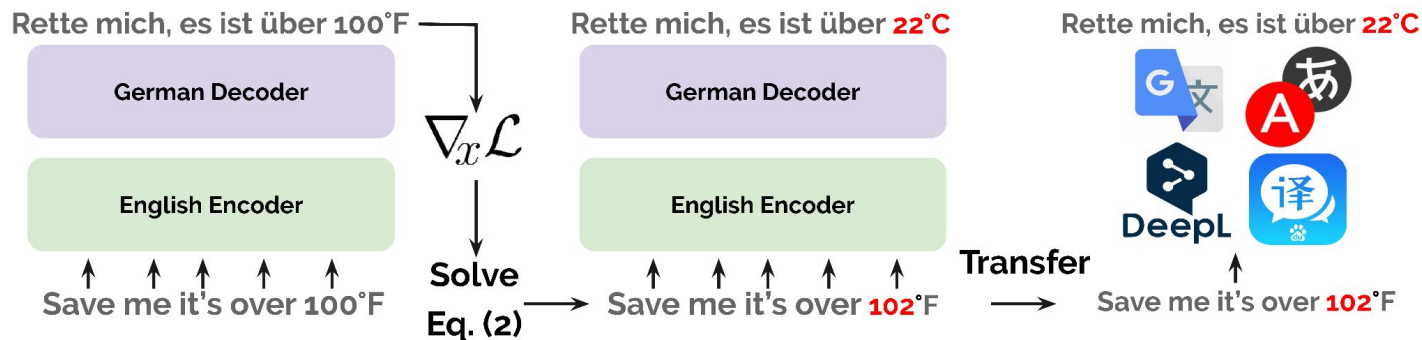 Rette mich, es ist über 100°F
German Decoder
English Encoder
Save me it's over 100°F
∇ₓℒ
Solve
Eq. (2)
Rette mich, es ist über 22°C
German Decoder
English Encoder
Save me it's over 102°F
Transfer
Rette mich, es ist über 22°C
G 文
A あ
DeepL
译
Save me it's over 102°F